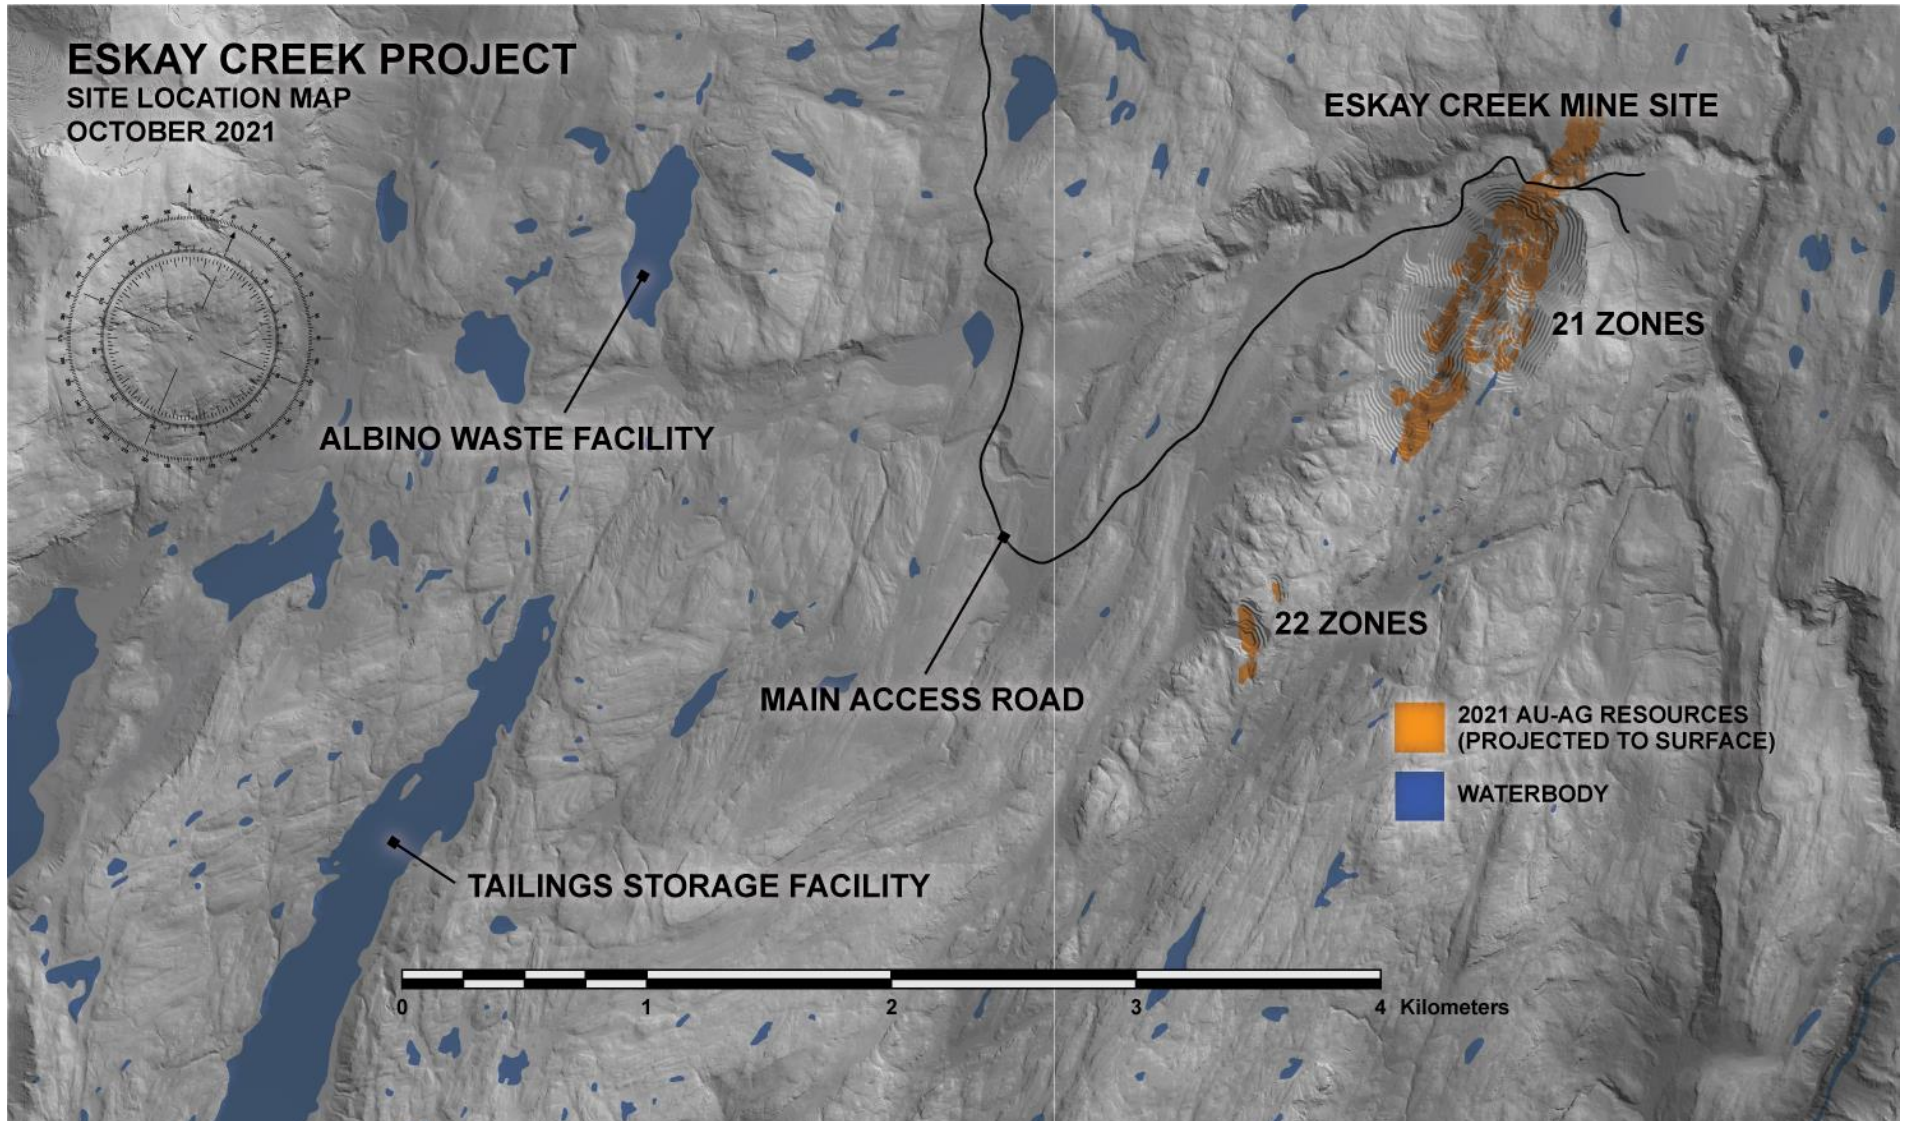 ESKAY CREEK PROJECT
SITE LOCATION MAP
OCTOBER 2021
ESKAY CREEK MINE SITE
21 ZONES
ALBINO WASTE FACILITY
22 ZONES
MAIN ACCESS ROAD
2021 AU-AG RESOURCES
(PROJECTED TO SURFACE)
WATERBODY
TAILINGS STORAGE FACILITY
0 1 2 3 4 Kilometers